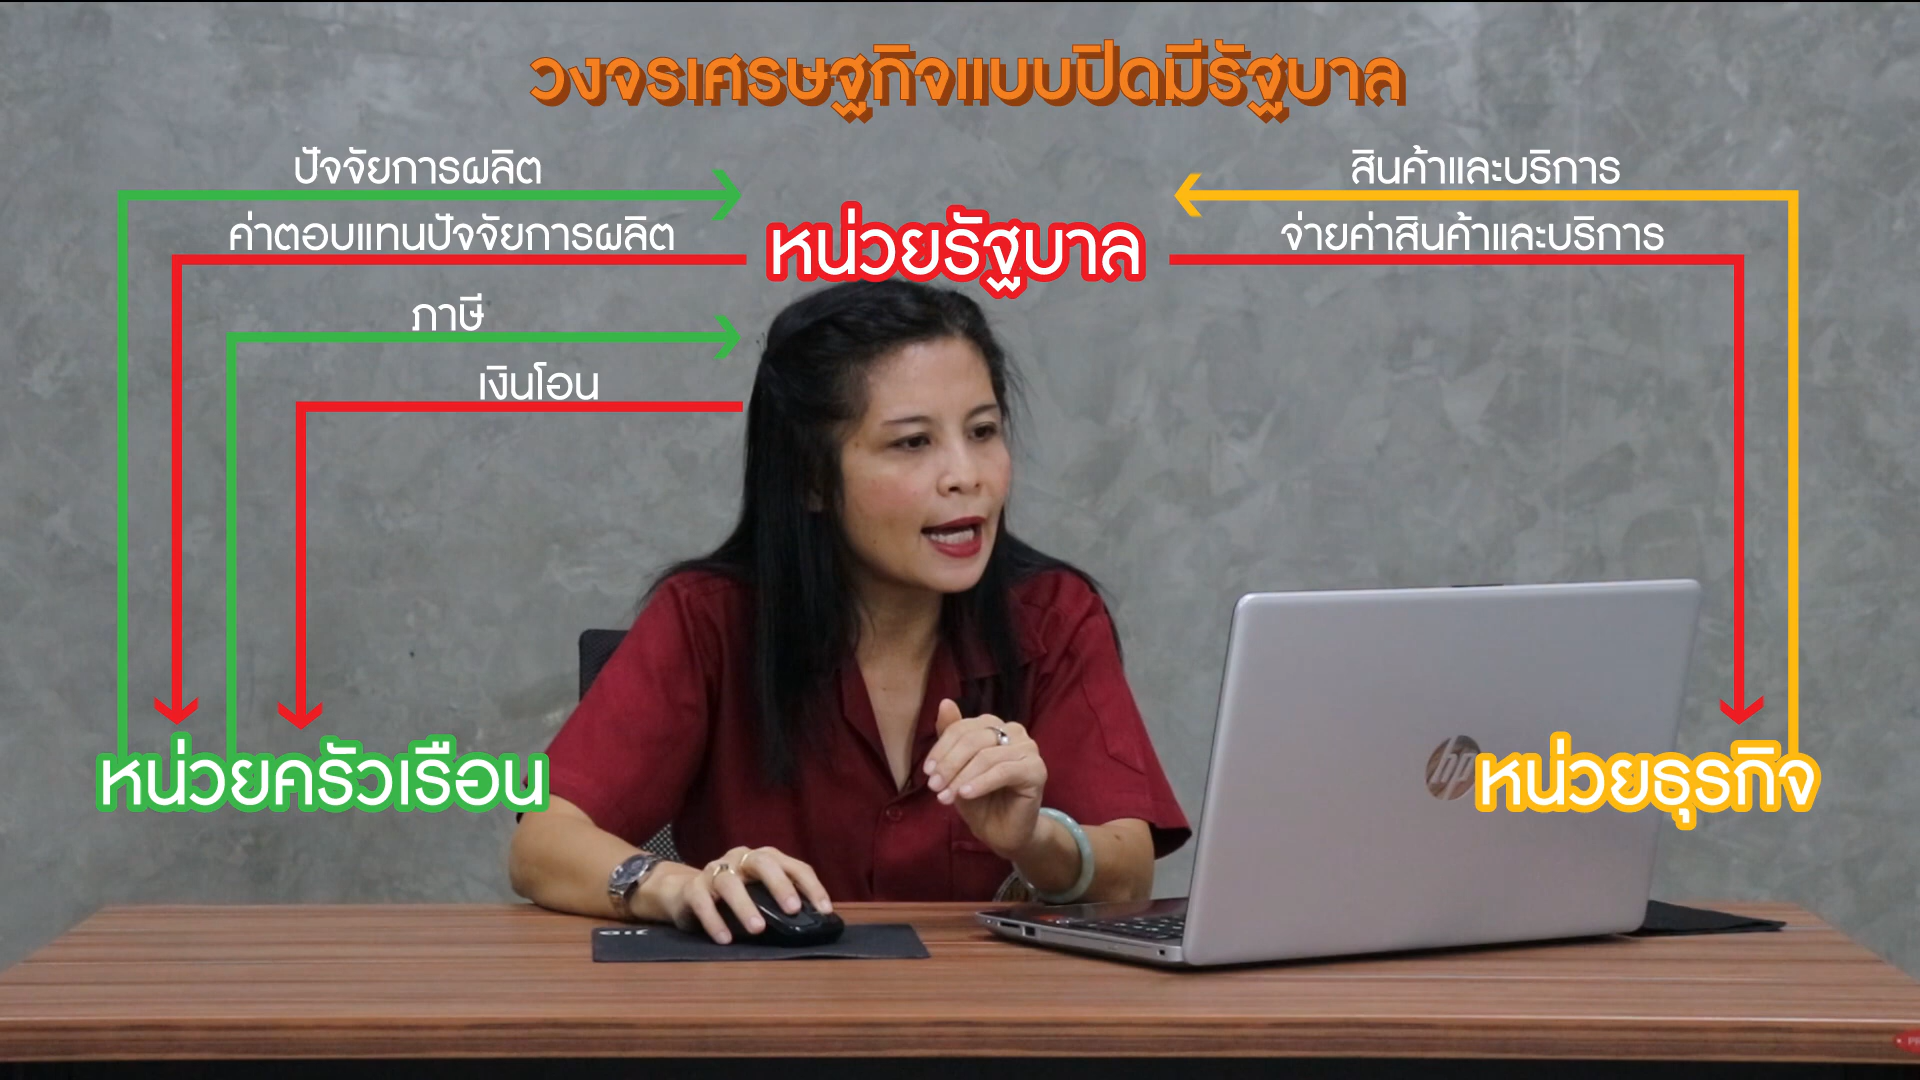 วงจรเศรษฐกิจแบบปิดมีรัฐบาล
ปัจจัยการผลิต
สินค้าและบริการ
ค่าตอบแทนปัจจัยการผลิต
หน่วยรัฐบาล
จ่ายค่าสินค้าและบริการ
ภาษี
เงินโอน
หน่วยครัวเรือน
hp
หน่วยธุรกิจ